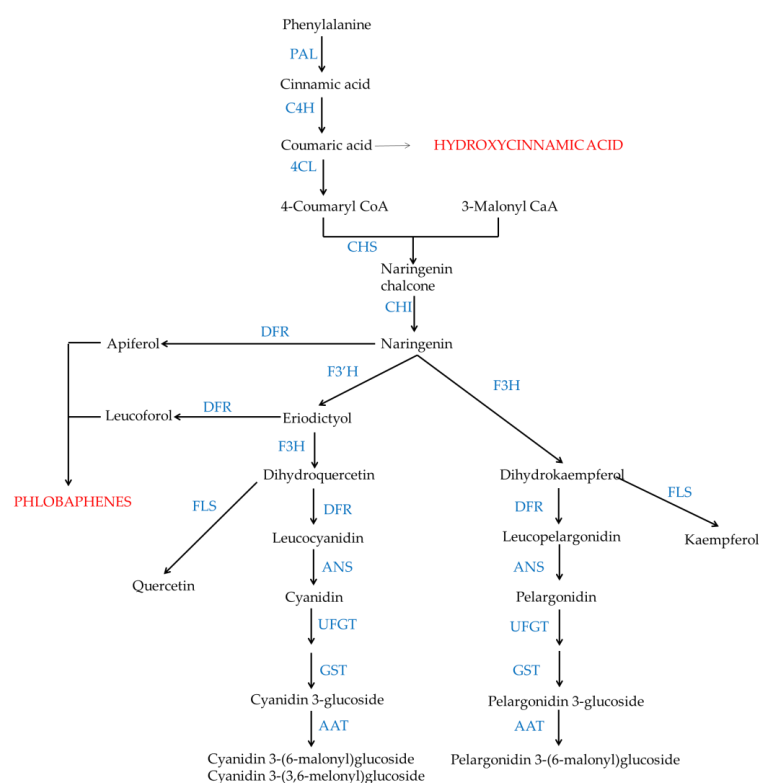 Phenylalanine
PAL
Cinnamic acid
C4H
Coumaric acid
HYDROXYCINNAMIC ACID
4CL
4-Coumaryl CoA
3-Malonyl CaA
CHS
Naringenin
chalcone
CHI
Apiferol
DFR
Naringenin
F3'H
F3H
Leucoforol
DFR
Eriodictyol
F3H
Dihydroquercetin
Dihydrokaempferol
PHLOBAPHENES
FLS
DFR
DFR
FLS
Leucocyanidin
Leucopelargonidin
Kaempferol
ANS
ANS
Quercetin
Cyanidin
Pelargonidin
UFGT
UFGT
GST
GST
Cyanidin 3-glucoside
Pelargonidin 3-glucoside
AAT
AAT
Cyanidin 3-(6-malonyl)glucoside
Cyanidin 3-(3,6-melonyl)glucoside
Pelargonidin 3-(6-malonyl)glucoside